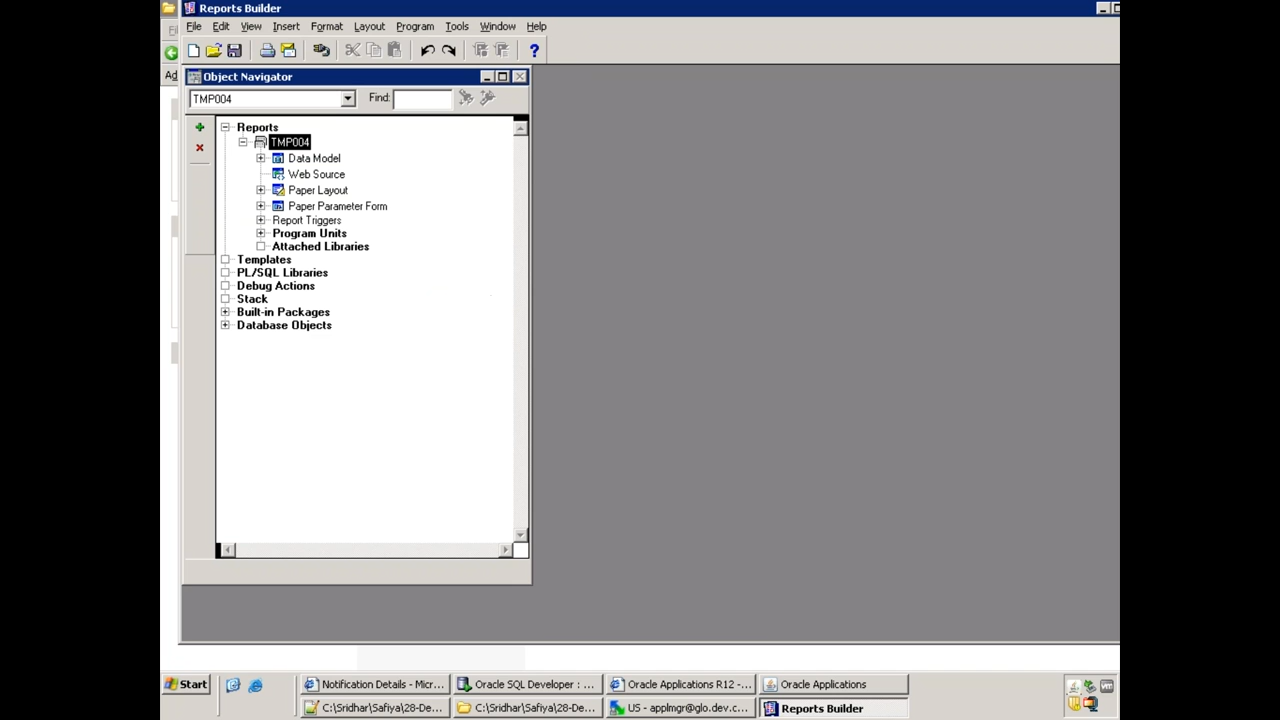 Reports Builder
File Edit View Insert Format Layout Program Tools Window Help
Ad
Object Navigator
TMP004 Find:
Reports
TMP004
Data Model
Web Source
Paper Layout
Paper Parameter Form
Report Triggers
Program Units
Attached Libraries
Templates
PL/SQL Libraries
Debug Actions
Stack
Built-in Packages
Database Objects
Start Notification Details - Micr... Oracle SQL Developer : ... Oracle Applications R12 -... Oracle Applications
C:\Sridhar\Safiya\28-De... C:\Sridhar\Safiya\28-De... US - applmgr@glo.dev.c... Reports Builder